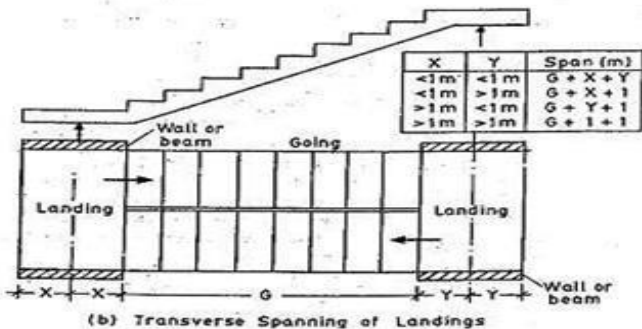 X Y Span (m)
<1m <1m G + X + Y
<1m >1m G + X + 1
>1m <1m G + Y + 1
>1m >1m G + 1 + 1
Wall or beam
Going
Landing
Landing
Wall or beam
X X G Y Y
(b) Transverse Spanning of Landings